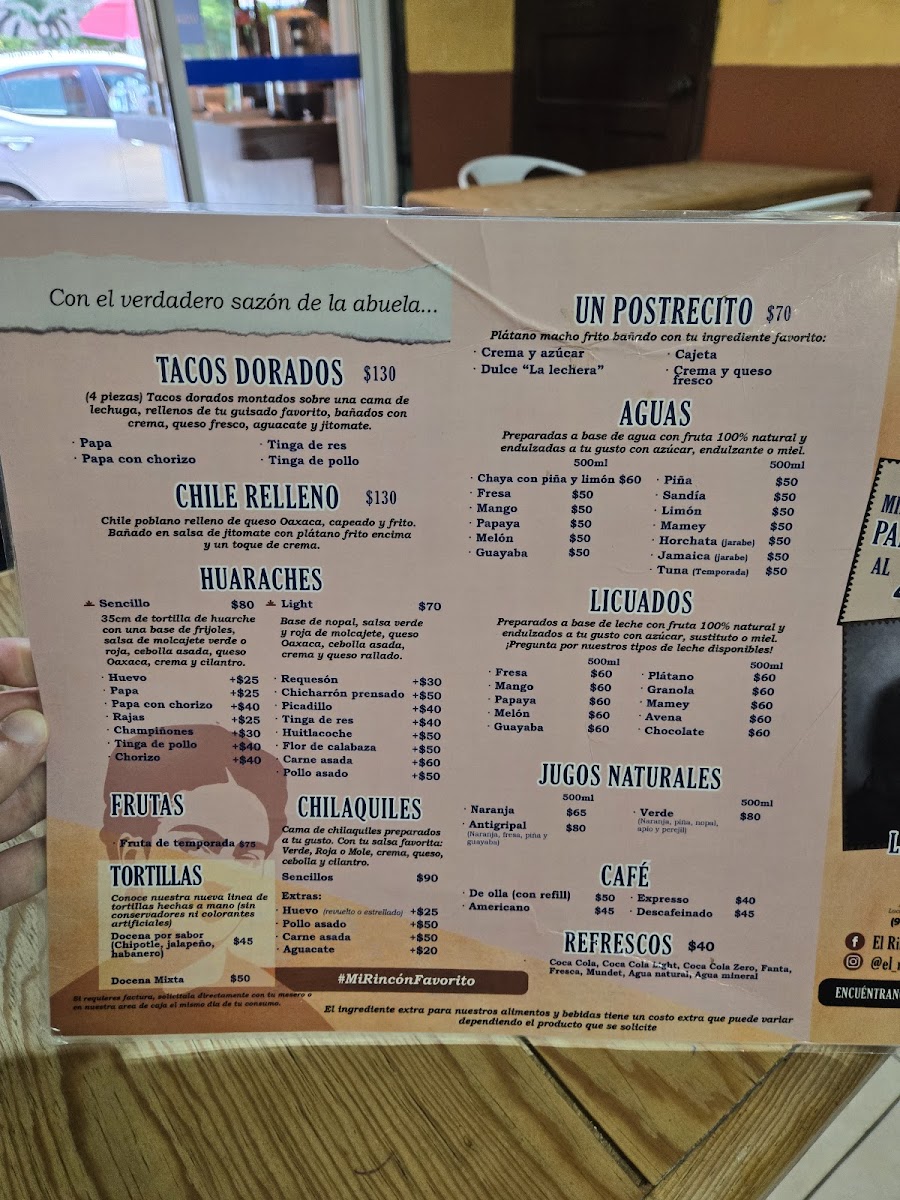 Con el verdadero sazón de la abuela...
TACOS DORADOS $130
(4 piezas) Tacos dorados montados sobre una cama de
lechuga, rellenos de tu guisado favorito, bañados con
crema, queso fresco, aguacate y jitomate.
· Papa
· Papa con chorizo
· Tinga de res
· Tinga de pollo
CHILE RELLENO $130
Chile poblano relleno de queso Oaxaca, capeado y frito.
Bañado en salsa de jitomate con plátano frito encima
y un toque de crema.
HUARACHES
Sencillo $80
35cm de tortilla de huarche
con una base de frijoles,
salsa de molcajete verde o
roja, cebolla asada, queso
Oaxaca, crema y cilantro.
Light $70
Base de nopal, salsa verde
y roja de molcajete, queso
Oaxaca, cebolla asada,
crema y queso rallado.
· Huevo +$25
· Papa +$25
· Papa con chorizo +$40
· Rajas +$25
· Champiñones +$30
· Tinga de pollo +$40
· Chorizo +$40
· Requesón +$30
· Chicharrón prensado +$50
· Picadillo +$40
· Tinga de res +$40
· Huitlacoche +$50
· Flor de calabaza +$50
· Carne asada +$60
· Pollo asado +$50
FRUTAS
· Fruta de temporada $75
TORTILLAS
Conoce nuestra nueva linea de
tortillas hechas a mano (sin
conservadores ni colorantes
artificiales)
Docena por sabor
(Chipotle, jalapeño,
habanero) $45
Docena Mixta $50
CHILAQUILES
Cama de chilaquiles preparados
a tu gusto. Con tu salsa favorita:
Verde, Roja o Mole, crema, queso,
cebolla y cilantro.
Sencillos $90
Extras:
· Huevo (revuelto o estrellado) +$25
· Pollo asado +$50
· Carne asada +$50
· Aguacate +$20
#MiRincónFavorito
Si requieres factura, solicitala directamente con tu mesero o
en nuestra area de caja el mismo dia de tu consumo.
UN POSTRECITO $70
Plátano macho frito bañado con tu ingrediente favorito:
· Crema y azúcar
· Dulce "La lechera"
· Cajeta
· Crema y queso
fresco
AGUAS
Preparadas a base de agua con fruta 100% natural y
endulzadas a tu gusto con azúcar, endulzante o miel.
500ml
· Chaya con piña y limón $60
· Fresa $50
· Mango $50
· Papaya $50
· Melón $50
· Guayaba $50
500ml
· Piña $50
· Sandía $50
· Limón $50
· Mamey $50
· Horchata (jarabe) $50
· Jamaica (jarabe) $50
· Tuna (Temporada) $50
LICUADOS
Preparados a base de leche con fruta 100% natural y
endulzados a tu gusto con azúcar, sustituto o miel.
¡Pregunta por nuestros tipos de leche disponibles!
500ml
· Fresa $60
· Mango $60
· Papaya $60
· Melón $60
· Guayaba $60
500ml
· Plátano $60
· Granola $60
· Mamey $60
· Avena $60
· Chocolate $60
JUGOS NATURALES
500ml
· Naranja $65
· Antigripal $80
(Naranja, fresa, piña y
guayaba)
500ml
· Verde $80
(Naranja, piña, nopal,
apio y perejil)
CAFÉ
· De olla (con refill) $50
· Americano $45
· Expresso $40
· Descafeinado $45
REFRESCOS $40
Coca Cola, Coca Cola Light, Coca Cola Zero, Fanta,
Fresca, Mundet, Agua natural, Agua mineral
El ingrediente extra para nuestros alimentos y bebidas tiene un costo extra que puede variar
dependiendo el producto que se solicite
AL